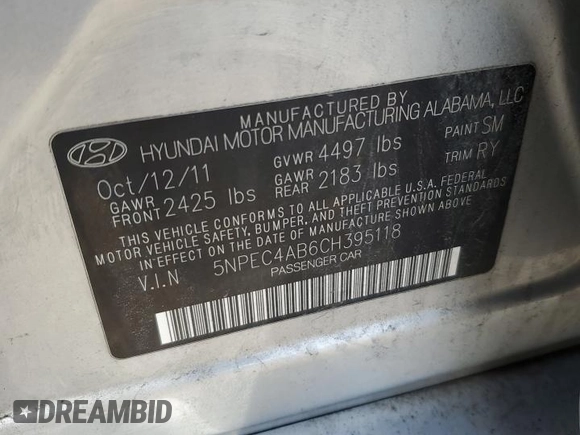 MANUFACTURED BY
HYUNDAI MOTOR MANUFACTURING ALABAMA, LLC
Oct/12/11 GVWR 4497 lbs PAINT SM
GAWR FRONT 2425 lbs GAWR REAR 2183 lbs TRIM RY
THIS VEHICLE CONFORMS TO ALL APPLICABLE U.S.A. FEDERAL
MOTOR VEHICLE SAFETY, BUMPER, AND THEFT PREVENTION STANDARDS
IN EFFECT ON THE DATE OF MANUFACTURE SHOWN ABOVE.
V.I.N 5NPEC4AB6CH395118
PASSENGER CAR
DREAMBID